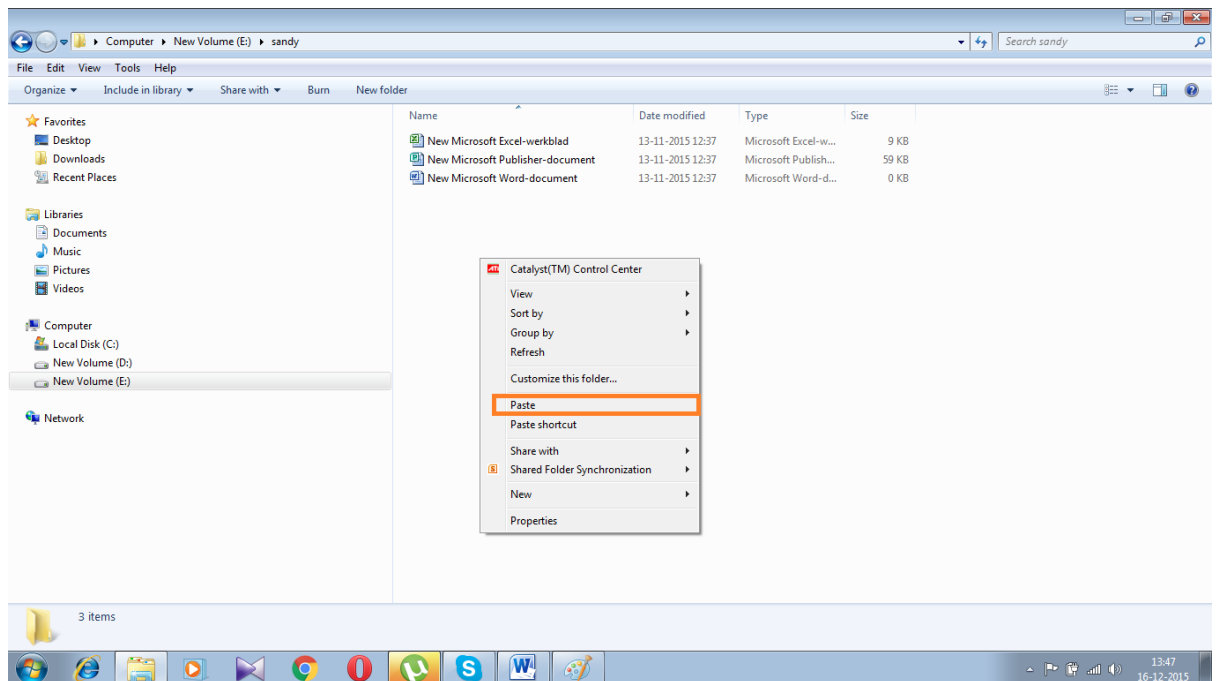 Computer New Volume (E:) sandy
Search sandy
File Edit View Tools Help
Organize Include in library Share with Burn New folder
Favorites
Desktop
Downloads
Recent Places
Libraries
Documents
Music
Pictures
Videos
Computer
Local Disk (C:)
New Volume (D:)
New Volume (E:)
Network
Name Date modified Type Size
New Microsoft Excel-werkblad 13-11-2015 12:37 Microsoft Excel-w... 9 KB
New Microsoft Publisher-document 13-11-2015 12:37 Microsoft Publish... 59 KB
New Microsoft Word-document 13-11-2015 12:37 Microsoft Word-d... 0 KB
ATI Catalyst(TM) Control Center
View
Sort by
Group by
Refresh
Customize this folder...
Paste
Paste shortcut
Share with
S Shared Folder Synchronization
New
Properties
3 items
13:47
16-12-2015